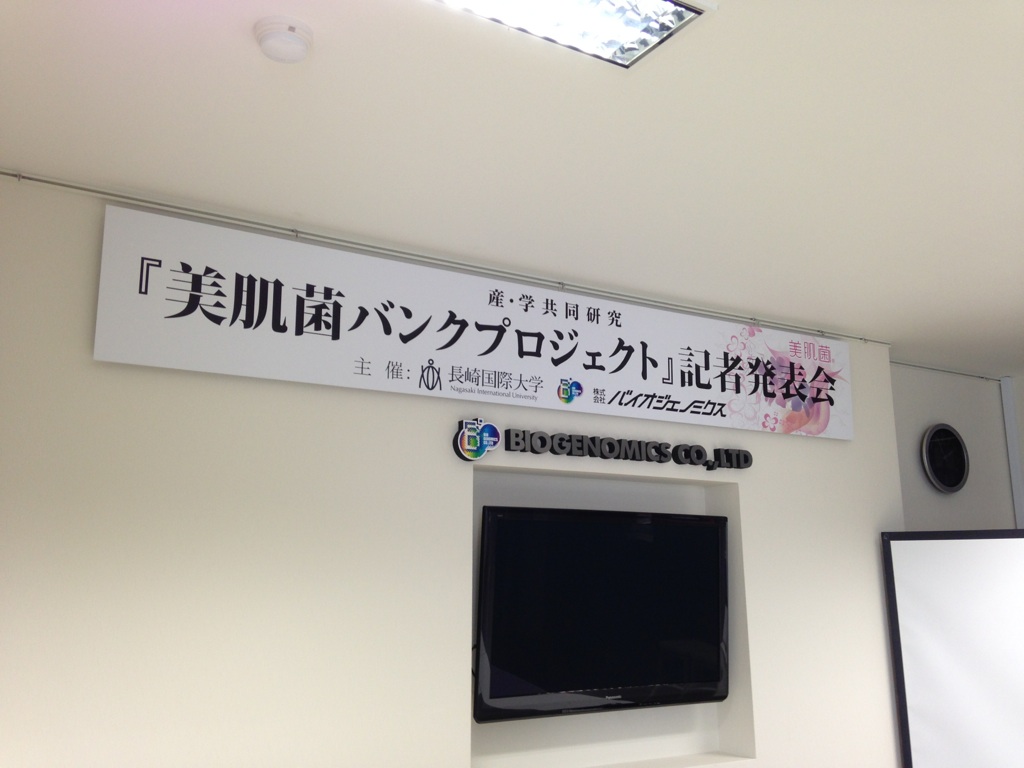 産・学共同研究
『美肌菌バンクプロジェクト』記者発表会
美肌菌
主催: 長崎国際大学 株式会社 バイオジェノミクス
Nagasaki International University
BIOGENOMICS CO.,LTD
Panasonic